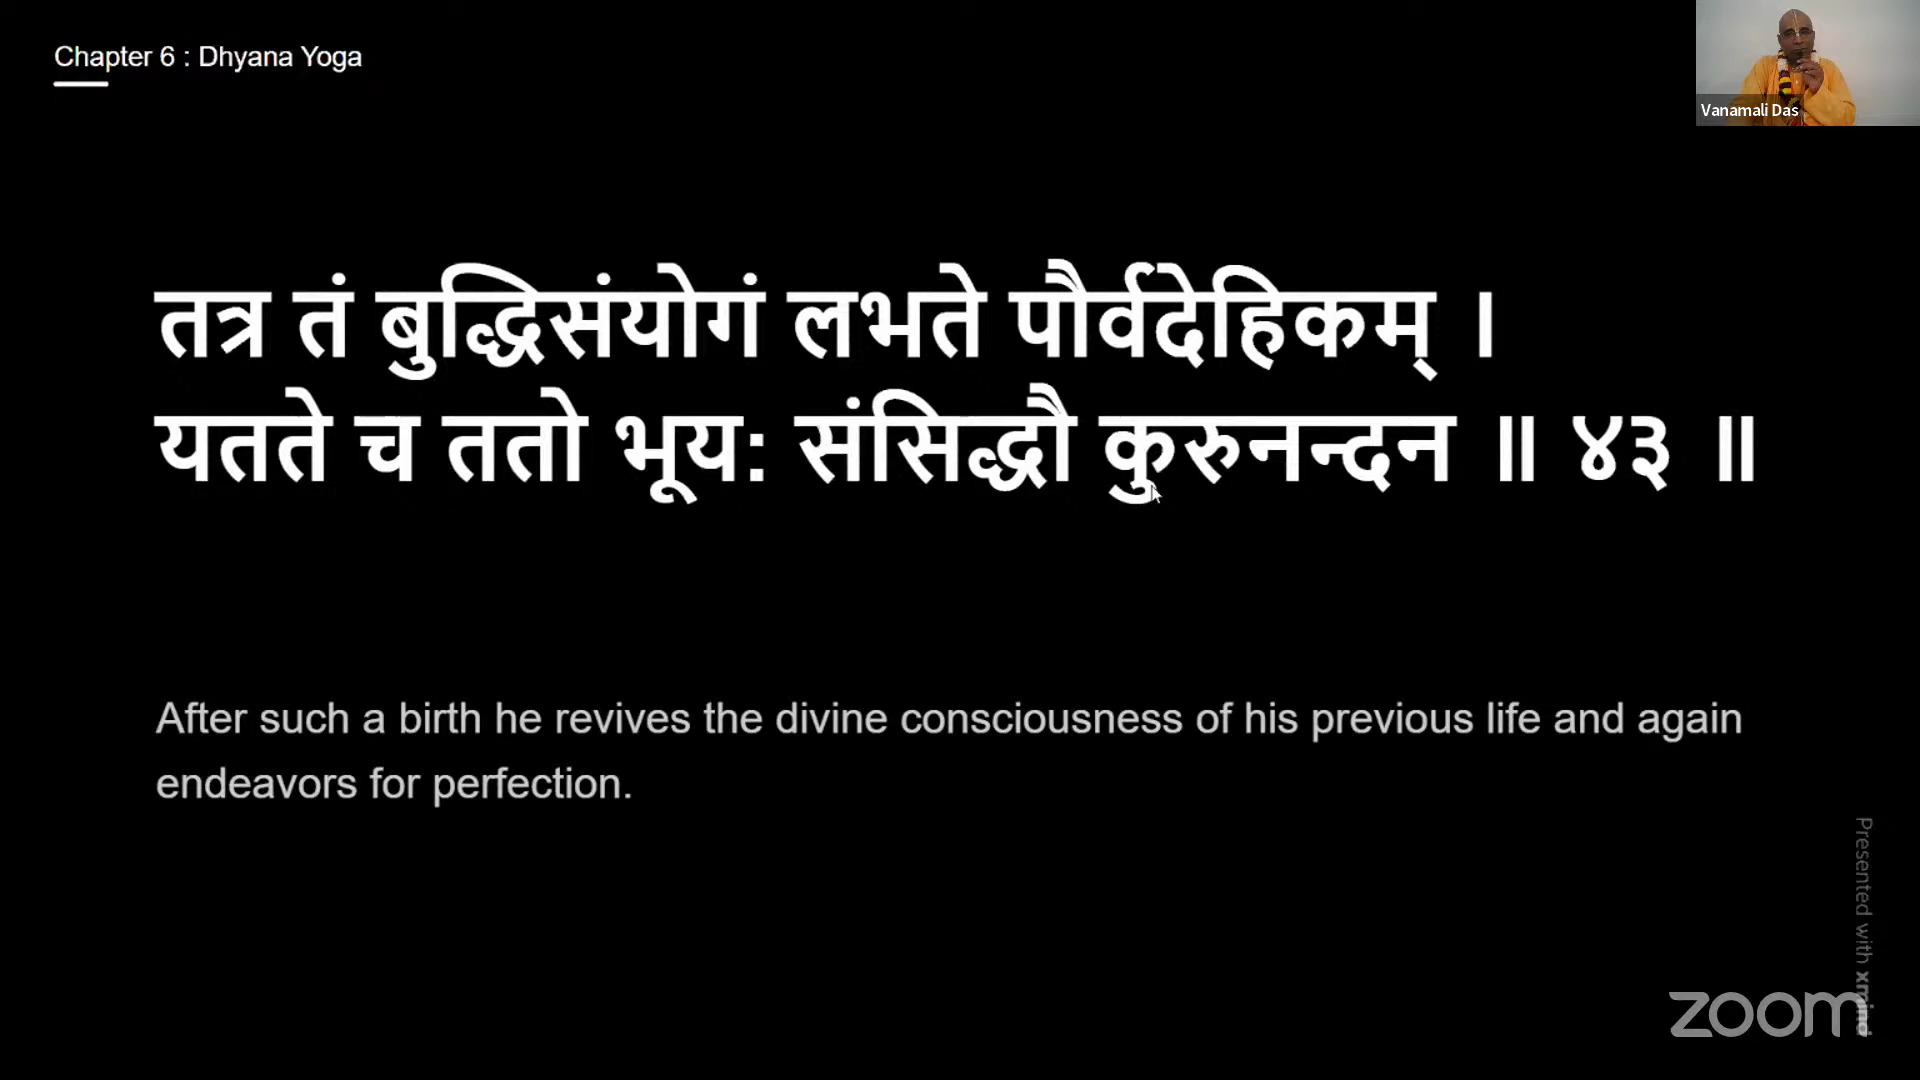 Chapter 6 : Dhyana Yoga
Vanamali Das
तत्र तं बुद्धिसंयोगं लभते पौर्वदेहिकम् ।
यतते च ततो भूयः संसिद्धौ कुरुनन्दन ॥ ४३ ॥
After such a birth he revives the divine consciousness of his previous life and again
endeavors for perfection.
Presented with xmind
zoom